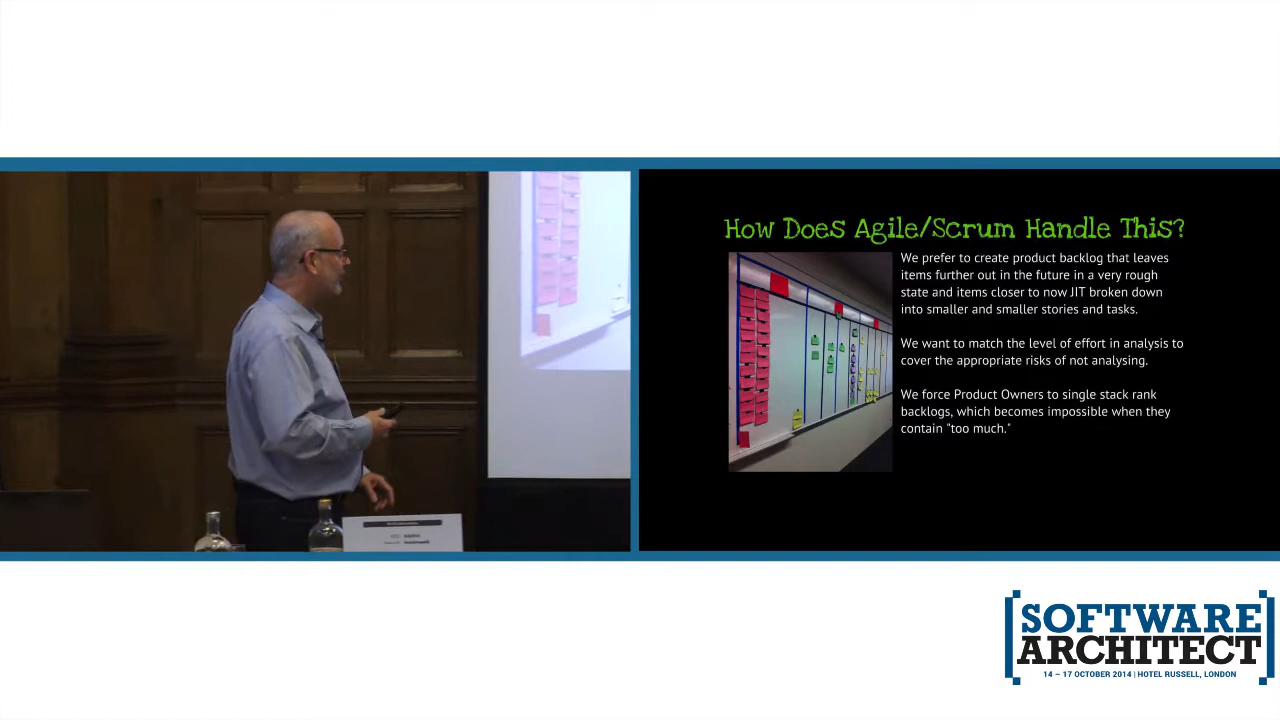 How Does Agile/Scrum Handle This?
We prefer to create product backlog that leaves
items further out in the future in a very rough
state and items closer to now JIT broken down
into smaller and smaller stories and tasks.
We want to match the level of effort in analysis to
cover the appropriate risks of not analysing.
We force Product Owners to single stack rank
backlogs, which becomes impossible when they
contain "too much."
[SOFTWARE
ARCHITECT]
14 – 17 OCTOBER 2014 | HOTEL RUSSELL, LONDON